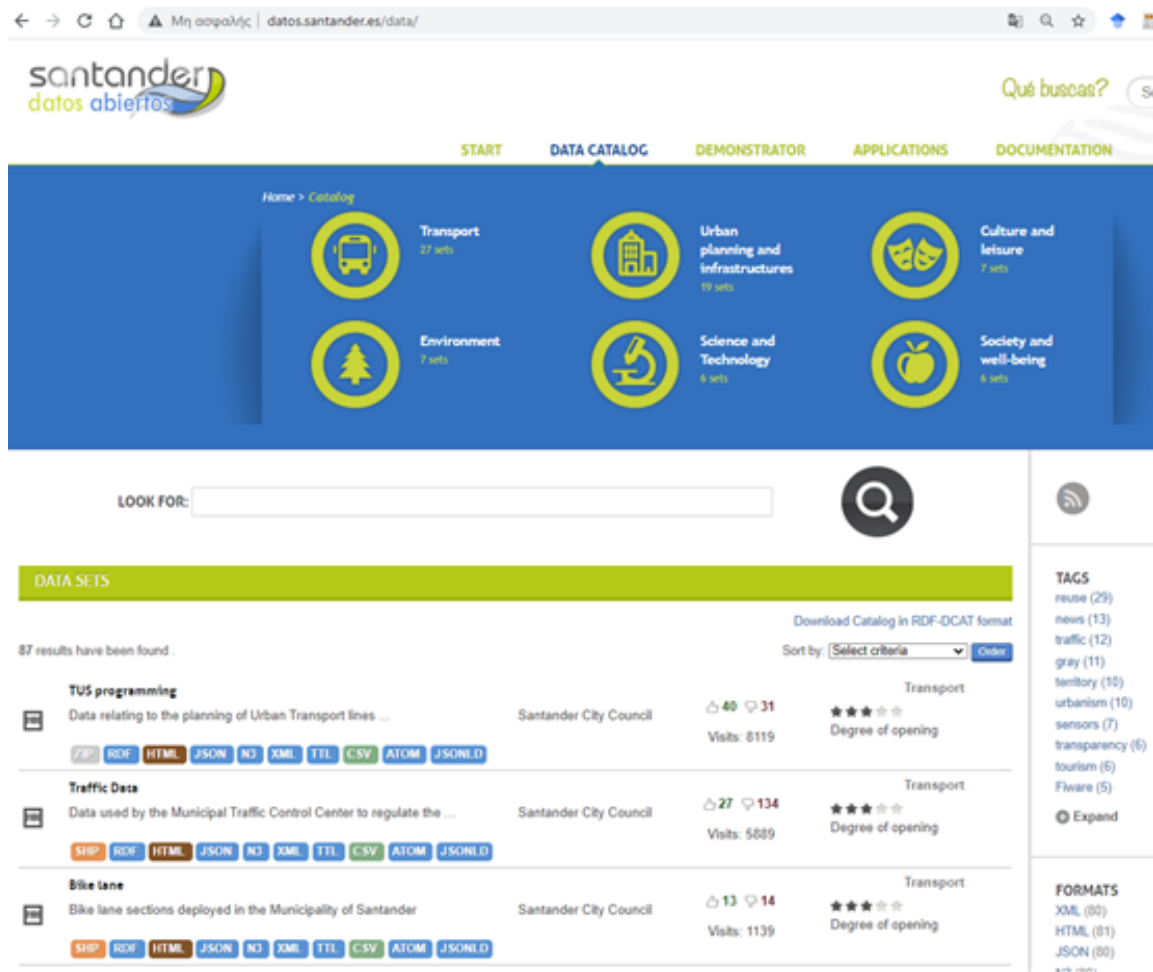 Μη ασφαλής | datos.santander.es/data/
santander
datos abiertos
Qué buscas?
START DATA CATALOG DEMONSTRATOR APPLICATIONS DOCUMENTATION
Home > Catalog
Transport
27 sets
Urban
planning and
infrastructures
19 sets
Culture and
leisure
7 sets
Environment
7 sets
Science and
Technology
6 sets
Society and
well-being
6 sets
LOOK FOR:
DATA SETS
Download Catalog in RDF-DCAT format
87 results have been found .
Sort by: Select criteria Order
TUS programming
Data relating to the planning of Urban Transport lines ...
Santander City Council
40 31
Visits: 8119
Transport
Degree of opening
ZIP RDF HTML JSON N3 XML TTL CSV ATOM JSONLD
Traffic Data
Data used by the Municipal Traffic Control Center to regulate the ...
Santander City Council
27 134
Visits: 5889
Transport
Degree of opening
SHP RDF HTML JSON N3 XML TTL CSV ATOM JSONLD
Bike lane
Bike lane sections deployed in the Municipality of Santander
Santander City Council
13 14
Visits: 1139
Transport
Degree of opening
SHP RDF HTML JSON N3 XML TTL CSV ATOM JSONLD
TAGS
reuse (29)
news (13)
traffic (12)
gray (11)
territory (10)
urbanism (10)
sensors (7)
transparency (6)
tourism (6)
Fiware (5)
Expand
FORMATS
XML (80)
HTML (81)
JSON (80)